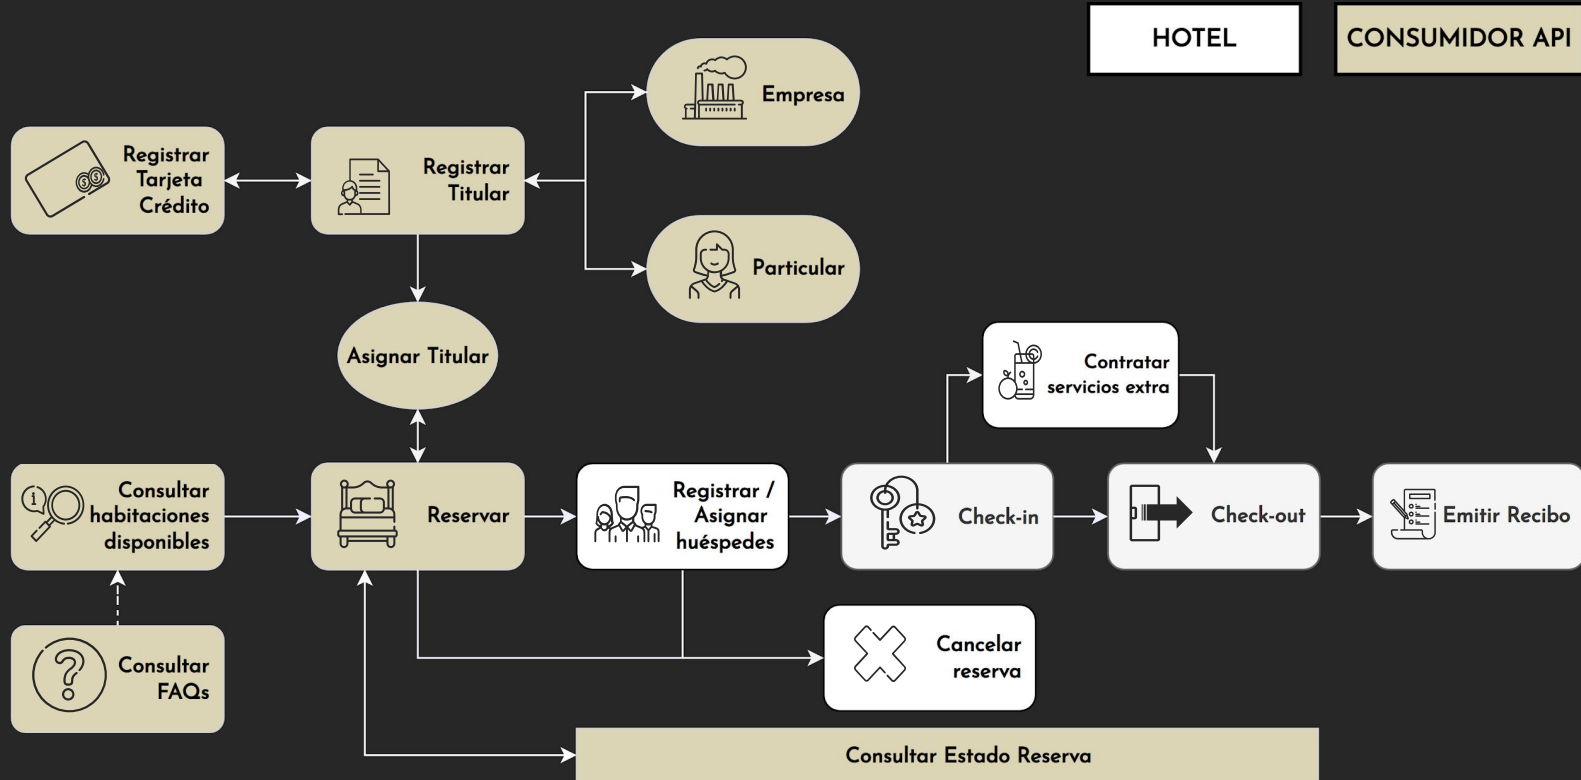 HOTEL
CONSUMIDOR API
Empresa
Registrar
Tarjeta
Crédito
Registrar
Titular
Particular
Asignar Titular
Contratar
servicios extra
Consultar
habitaciones
disponibles
Reservar
Registrar /
Asignar
huéspedes
Check-in
Check-out
Emitir Recibo
Consultar
FAQs
Cancelar
reserva
Consultar Estado Reserva